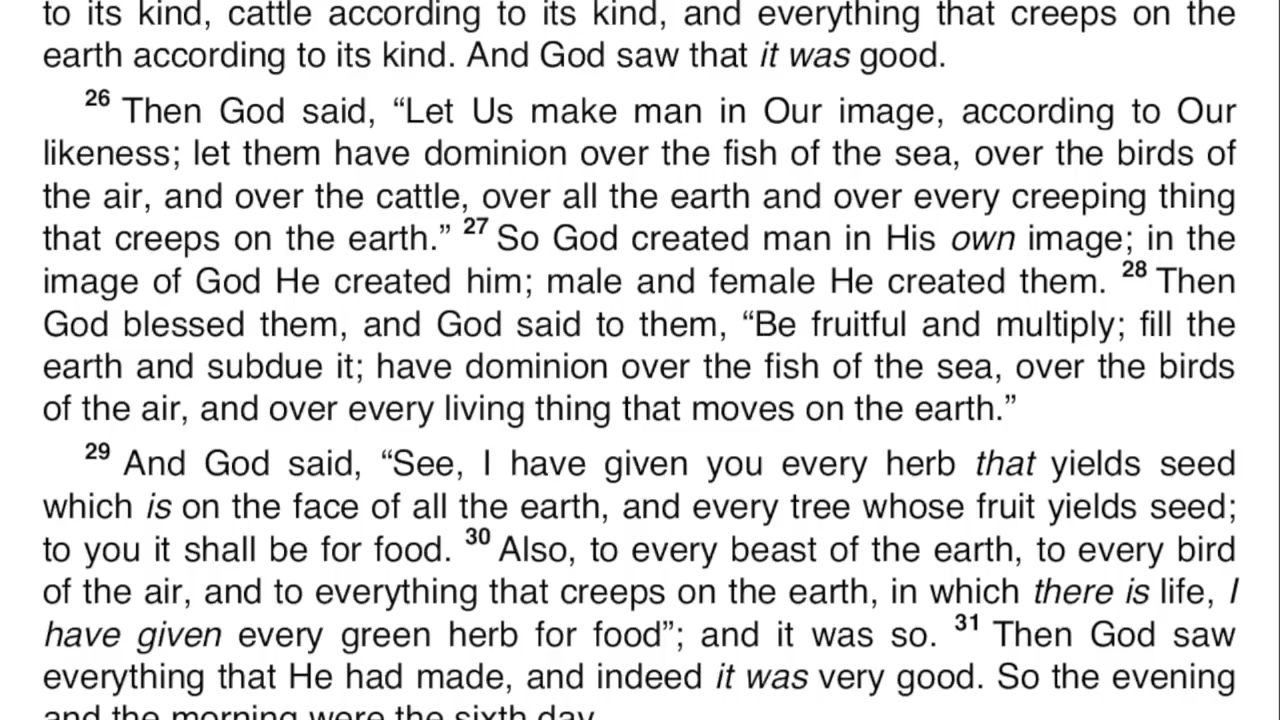 to its kind, cattle according to its kind, and everything that creeps on the
earth according to its kind. And God saw that it was good.
26 Then God said, “Let Us make man in Our image, according to Our
likeness; let them have dominion over the fish of the sea, over the birds of
the air, and over the cattle, over all the earth and over every creeping thing
that creeps on the earth.” 27 So God created man in His own image; in the
image of God He created him; male and female He created them. 28 Then
God blessed them, and God said to them, “Be fruitful and multiply; fill the
earth and subdue it; have dominion over the fish of the sea, over the birds
of the air, and over every living thing that moves on the earth.”
29 And God said, “See, I have given you every herb that yields seed
which is on the face of all the earth, and every tree whose fruit yields seed;
to you it shall be for food. 30 Also, to every beast of the earth, to every bird
of the air, and to everything that creeps on the earth, in which there is life, I
have given every green herb for food”; and it was so. 31 Then God saw
everything that He had made, and indeed it was very good. So the evening
and the morning were the sixth day.